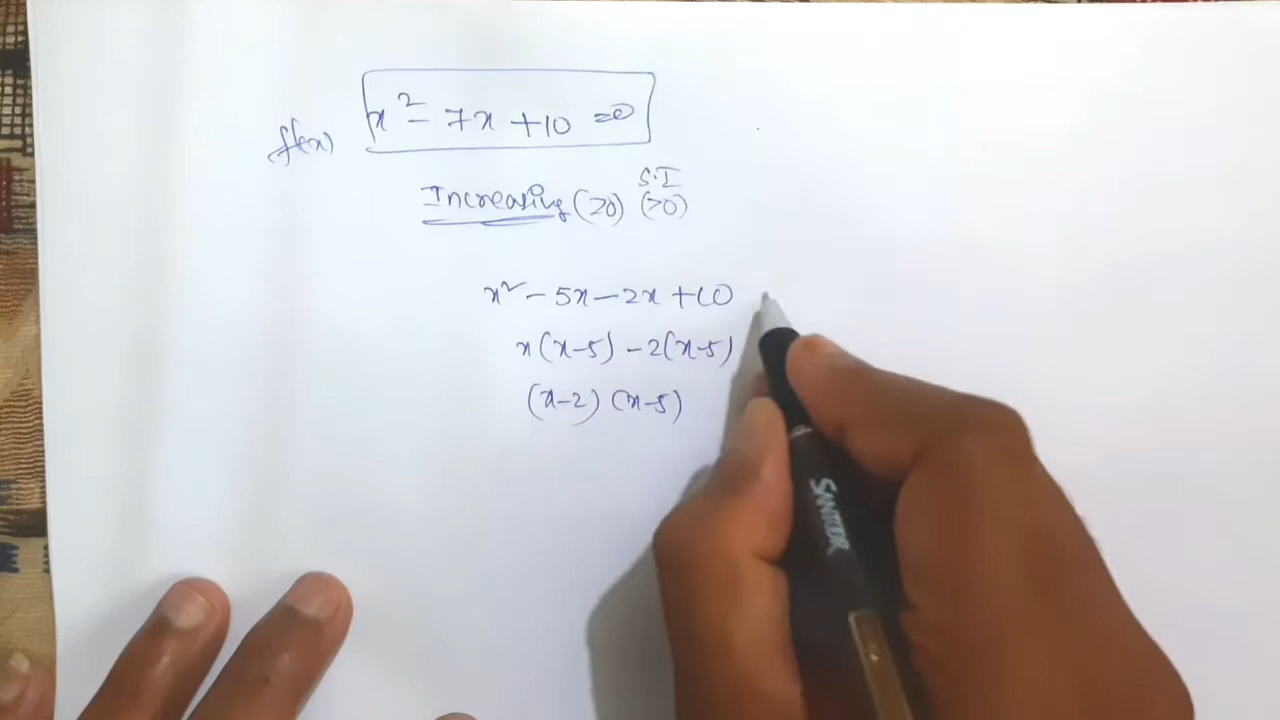 x² - 7x + 10 = 0
f(x)
S.I
Increasing (≥0) (>0)
x² - 5x - 2x + 10
x(x-5) - 2(x-5)
(x-2) (x-5)